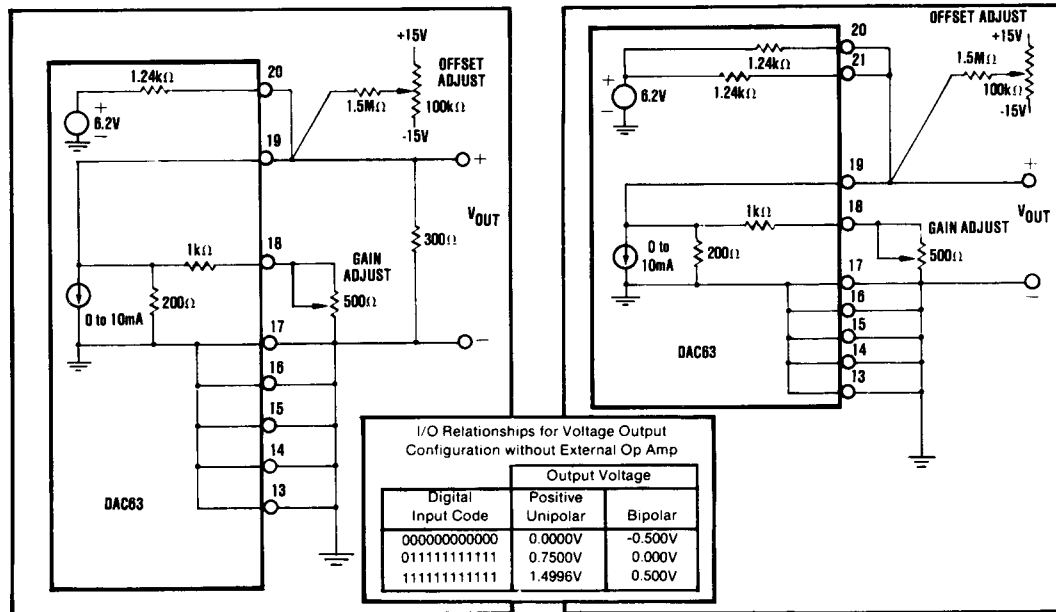 +15V
20
1.24kΩ
OFFSET
ADJUST
+
6.2V
−
1.5MΩ
100kΩ
-15V
19
+
VOUT
18
1kΩ
GAIN
ADJUST
300Ω
200Ω
500Ω
0 to 10mA
17
−
16
15
14
13
DAC63
OFFSET ADJUST
20
+15V
1.24kΩ
21
1.5MΩ
1.24kΩ
100kΩ
+
6.2V
−
-15V
19
+
18
1kΩ
VOUT
GAIN ADJUST
0 to
10mA
200Ω
500Ω
17
−
16
15
DAC63
14
13
I/O Relationships for Voltage Output
Configuration without External Op Amp
Output Voltage
Digital
Input Code
Positive
Unipolar
Bipolar
000000000000 0.0000V -0.500V
011111111111 0.7500V 0.000V
111111111111 1.4996V 0.500V